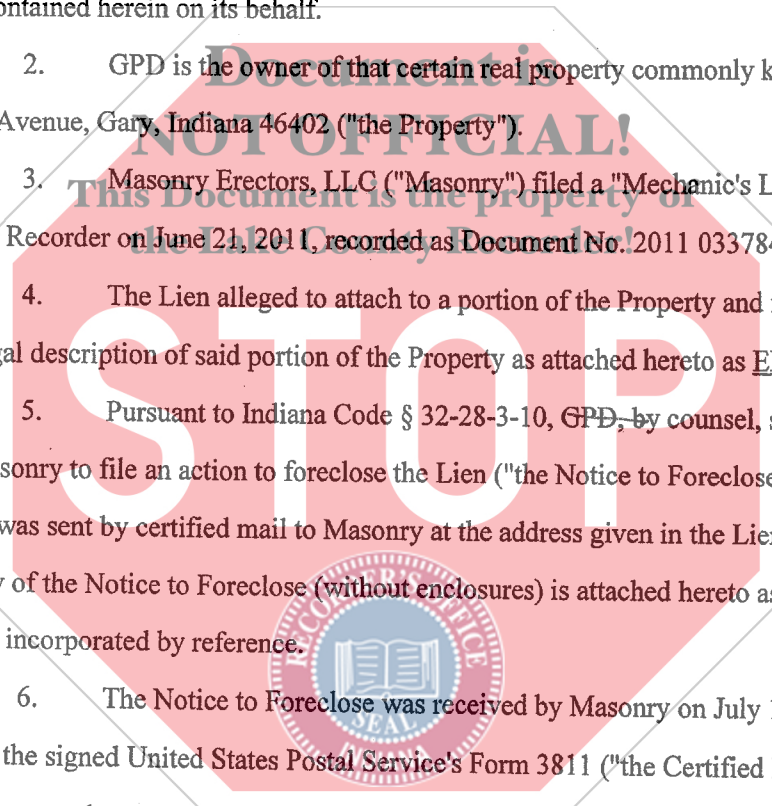 ontained herein on its behalf.
2. GPD is the owner of that certain real property commonly k
Avenue, Gary, Indiana 46402 ("the Property").
3. Masonry Erectors, LLC ("Masonry") filed a "Mechanic's L
Recorder on June 21, 2011, recorded as Document No. 2011 033784
4. The Lien alleged to attach to a portion of the Property and
gal description of said portion of the Property as attached hereto as E
5. Pursuant to Indiana Code § 32-28-3-10, GPD, by counsel, s
sonry to file an action to foreclose the Lien ("the Notice to Foreclose
was sent by certified mail to Masonry at the address given in the Lie
y of the Notice to Foreclose (without enclosures) is attached hereto as
incorporated by reference.
6. The Notice to Foreclose was received by Masonry on July
the signed United States Postal Service's Form 3811 ("the Certified
Document is
NOT OFFICIAL!
This Document is the property of
the Lake County Recorder!
STOP
RECORDER'S OFFICE
SEAL
INDIANA